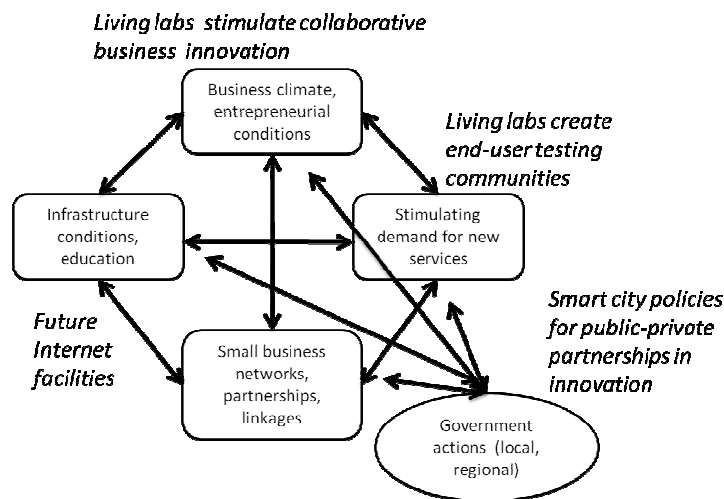 Living labs stimulate collaborative
business innovation
Business climate,
entrepreneurial
conditions
Living labs create
end-user testing
communities
Infrastructure
conditions,
education
Stimulating
demand for new
services
Future
Internet
facilities
Small business
networks,
partnerships,
linkages
Smart city policies
for public-private
partnerships in
innovation
Government
actions (local,
regional)